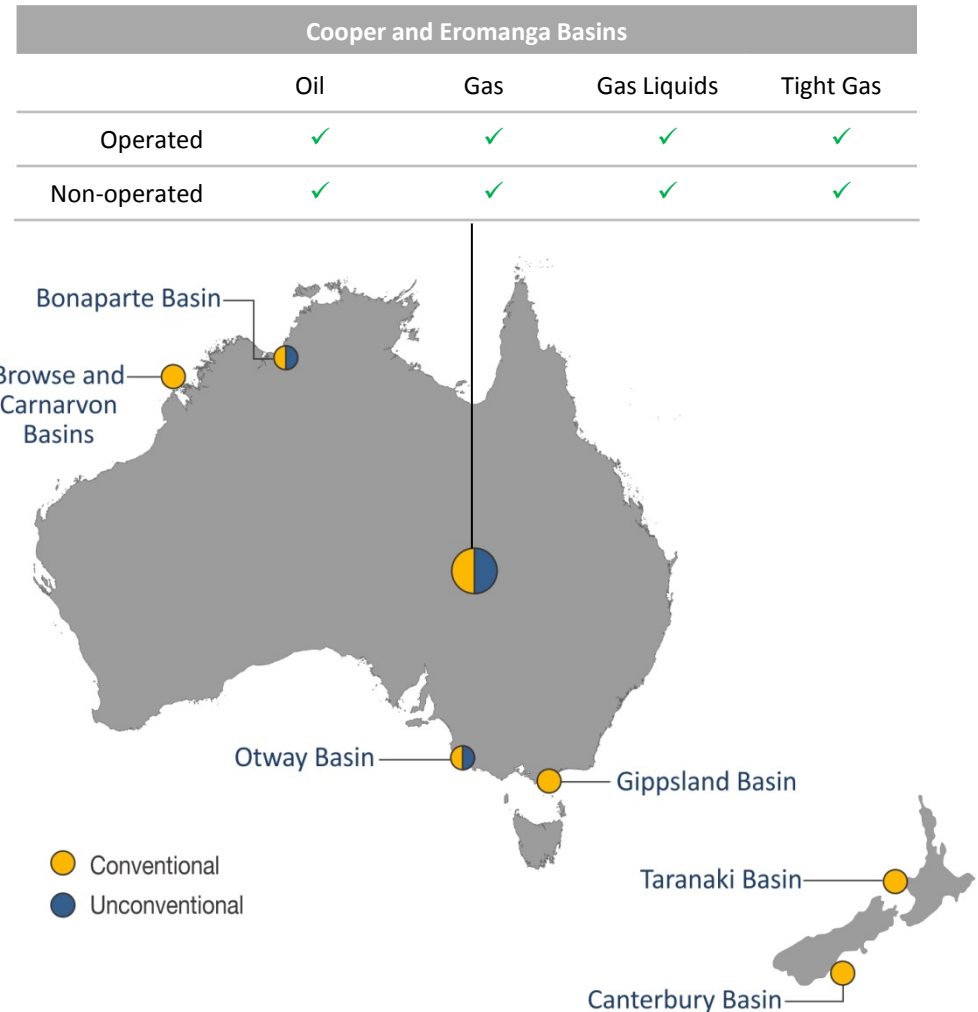 Cooper and Eromanga Basins
Oil Gas Gas Liquids Tight Gas
Operated ✓ ✓ ✓ ✓
Non-operated ✓ ✓ ✓ ✓
Bonaparte Basin
Browse and
Carnarvon
Basins
Otway Basin
Gippsland Basin
Conventional
Unconventional
Taranaki Basin
Canterbury Basin